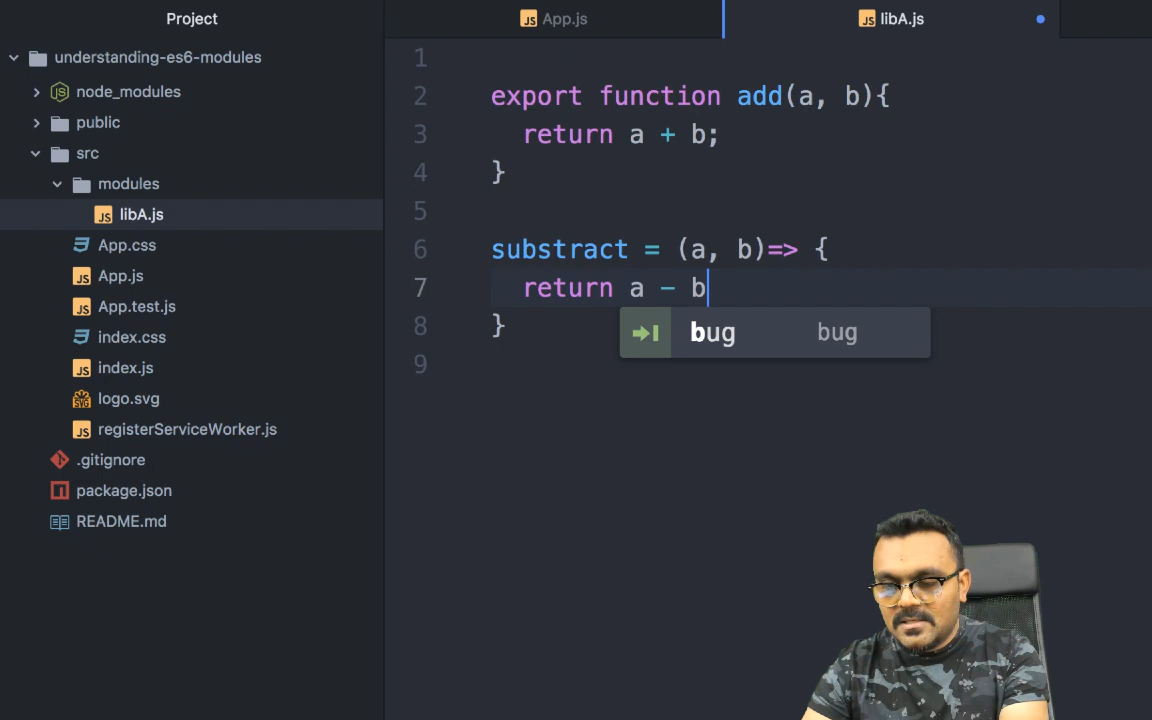 Project
understanding-es6-modules
node_modules
public
src
modules
libA.js
App.css
App.js
App.test.js
index.css
index.js
logo.svg
registerServiceWorker.js
.gitignore
package.json
README.md
App.js
libA.js
1
2 export function add(a, b){
3 return a + b;
4 }
5
6 substract = (a, b)=> {
7 return a - b
8 }
9
bug bug